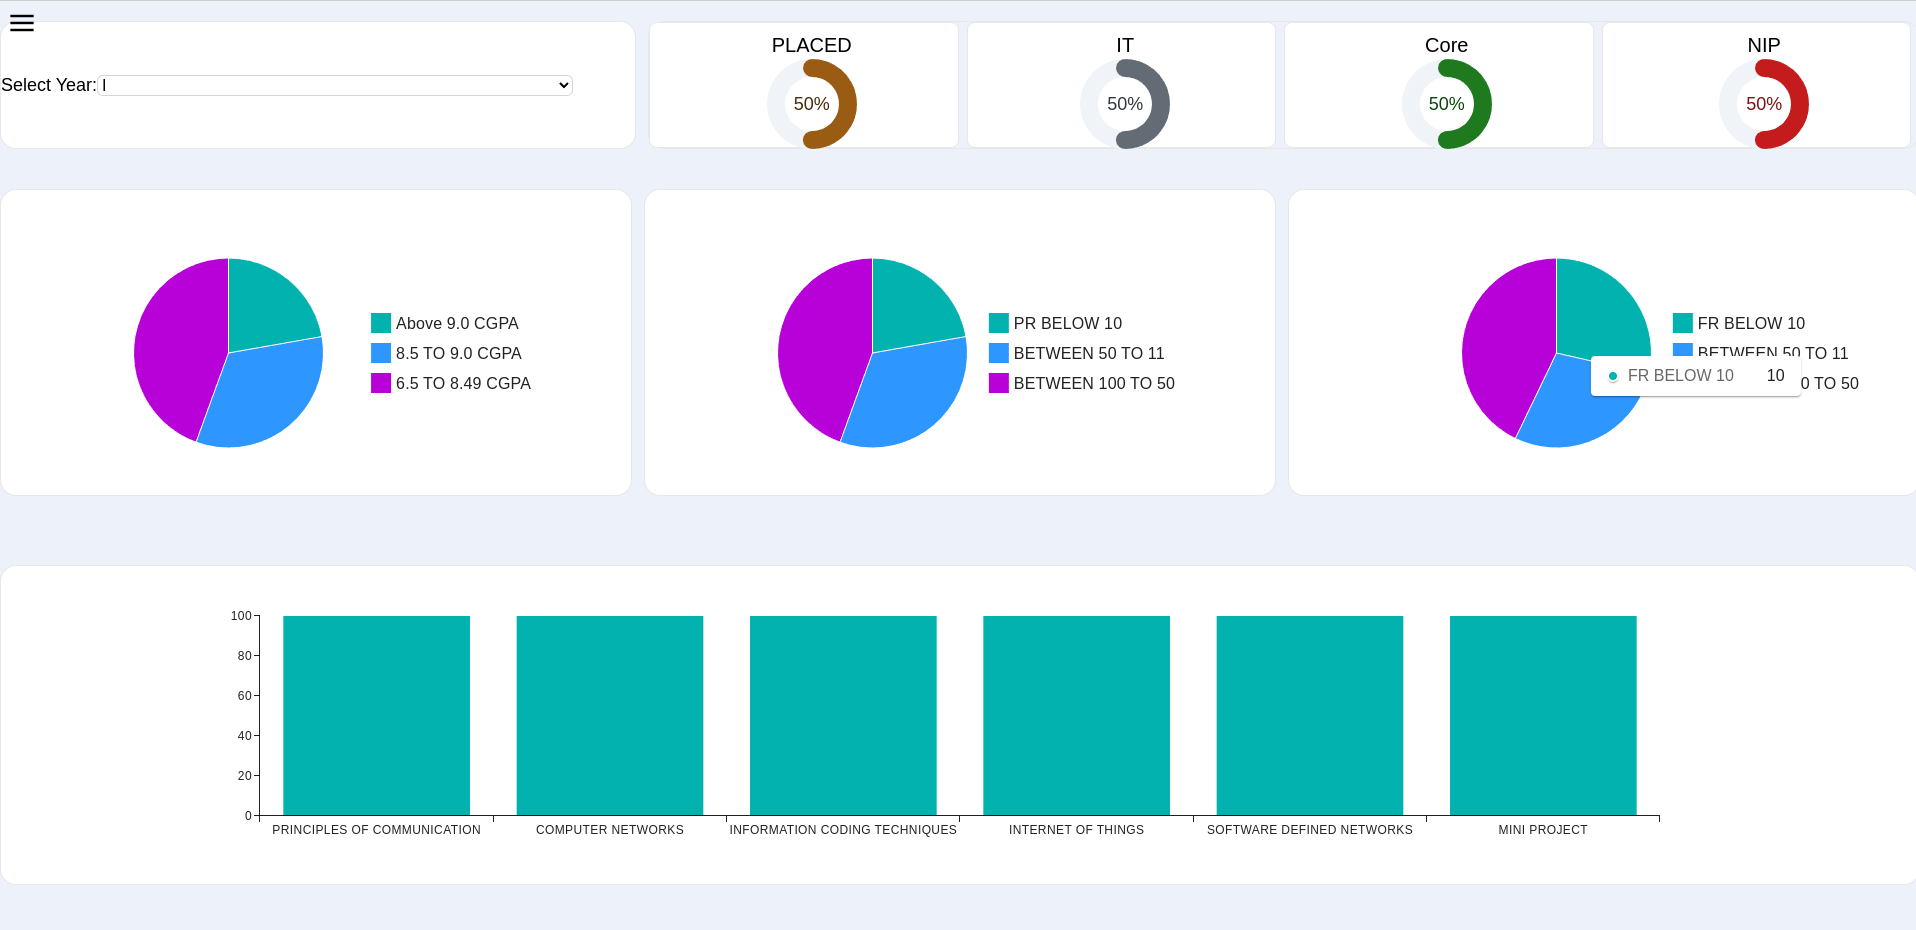 PLACED
50%
IT
50%
Core
50%
NIP
50%
Select Year: I
Above 9.0 CGPA
8.5 TO 9.0 CGPA
6.5 TO 8.49 CGPA
PR BELOW 10
BETWEEN 50 TO 11
BETWEEN 100 TO 50
FR BELOW 10
BETWEEN 50 TO 11
0 TO 50
FR BELOW 10 10
100
80
60
40
20
0
PRINCIPLES OF COMMUNICATION
COMPUTER NETWORKS
INFORMATION CODING TECHNIQUES
INTERNET OF THINGS
SOFTWARE DEFINED NETWORKS
MINI PROJECT